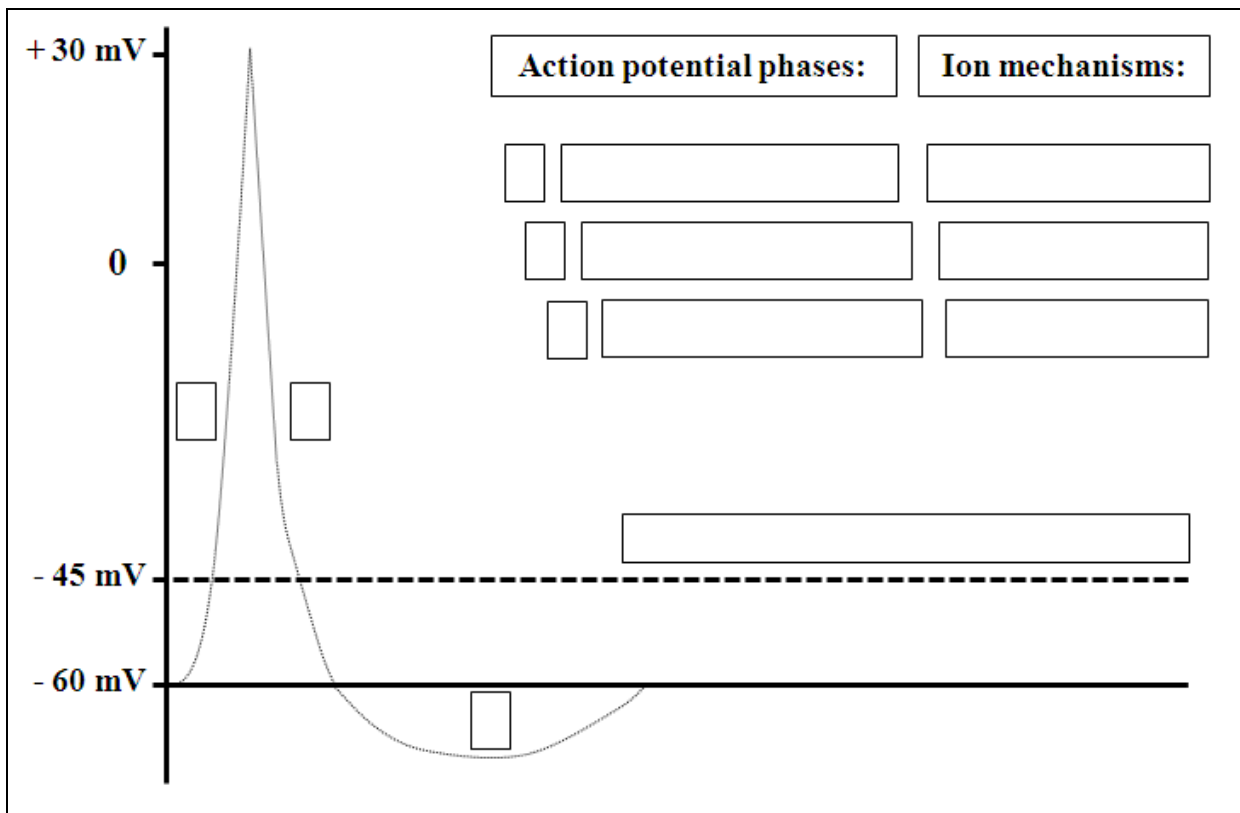 + 30 mV
Action potential phases:
Ion mechanisms:
0
- 45 mV
- 60 mV